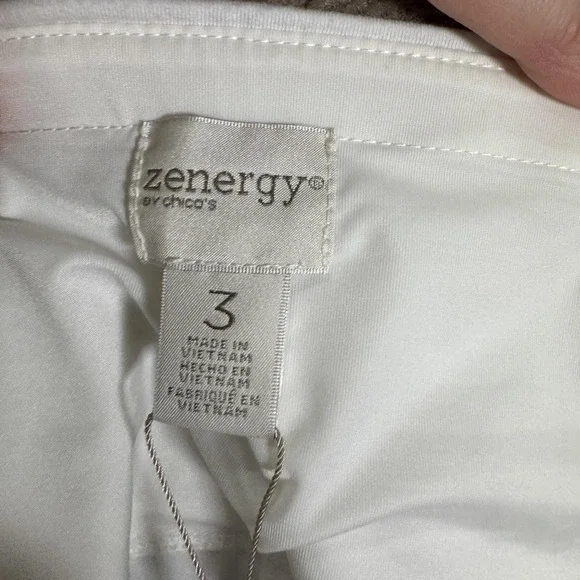 zenergy®
BY chico's
3
MADE IN
VIETNAM
HECHO EN
VIETNAM
FABRIQUÉ EN
VIETNAM